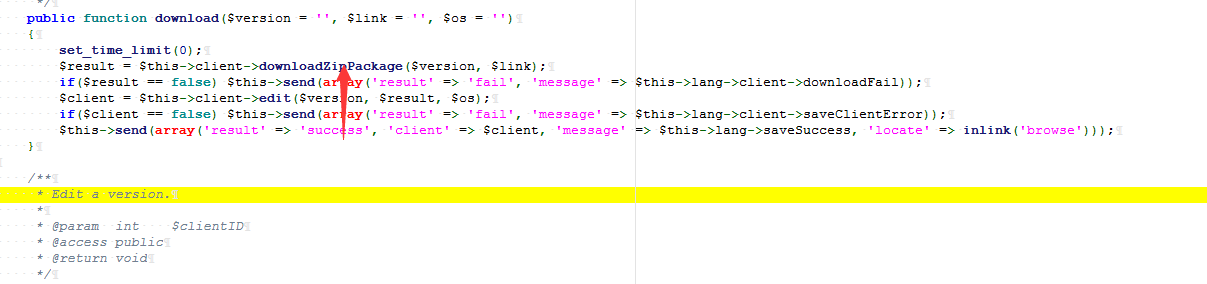 */
public function download($version = '', $link = '', $os = '')
{
set_time_limit(0);
$result = $this->client->downloadZipPackage($version, $link);
if($result == false) $this->send(array('result' => 'fail', 'message' => $this->lang->client->downloadFail));
$client = $this->client->edit($version, $result, $os);
if($client == false) $this->send(array('result' => 'fail', 'message' => $this->lang->client->saveClientError));
$this->send(array('result' => 'success', 'client' => $client, 'message' => $this->lang->saveSuccess, 'locate' => inlink('browse')));
}
/**
* Edit a version.
*
* @param  int    $clientID
* @access public
* @return void
*/